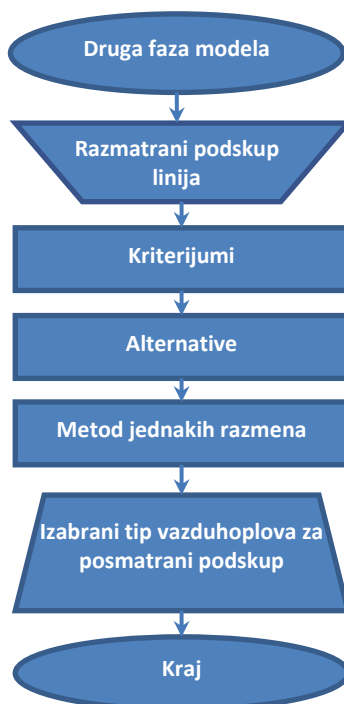 Druga faza modela
Razmatrani podskup
linija
Kriterijumi
Alternative
Metod jednakih razmena
Izabrani tip vazduhoplova za
posmatrani podskup
Kraj